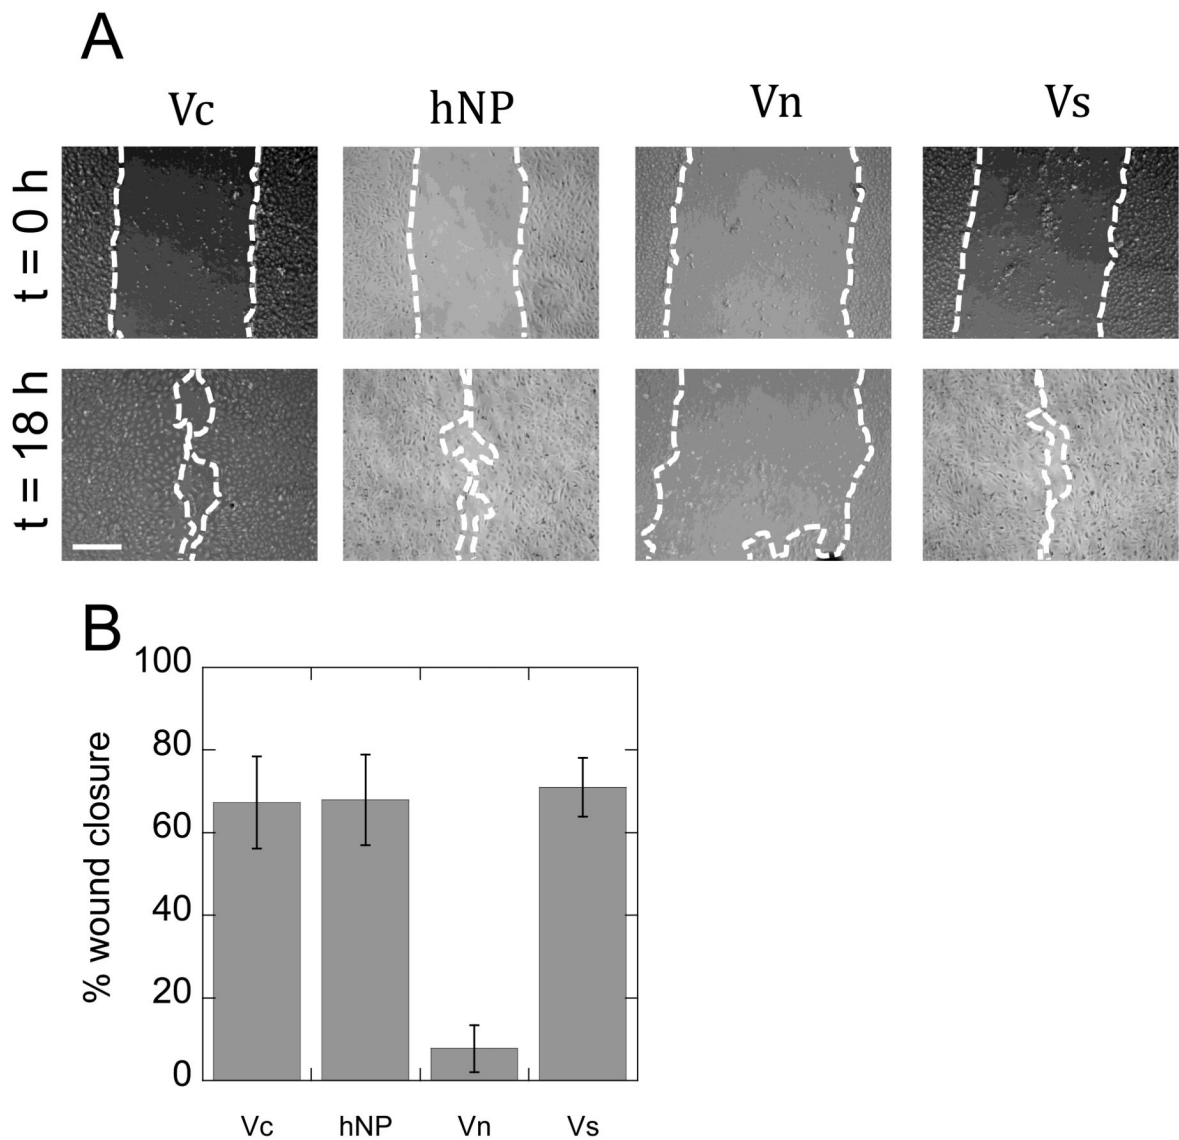 A
Vc hNP Vn Vs
t = 0 h
t = 18 h
B
% wound closure
100
80
60
40
20
0
Vc hNP Vn Vs